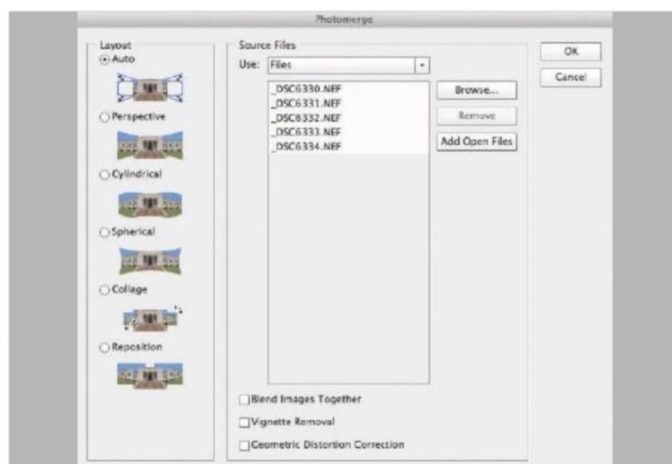 Photomerge
Layout
Auto
Perspective
Cylindrical
Spherical
Collage
Reposition
Source Files
Use: Files
_DSC6330.NEF
_DSC6331.NEF
_DSC6332.NEF
_DSC6333.NEF
_DSC6334.NEF
Browse...
Remove
Add Open Files
Blend Images Together
Vignette Removal
Geometric Distortion Correction
OK
Cancel